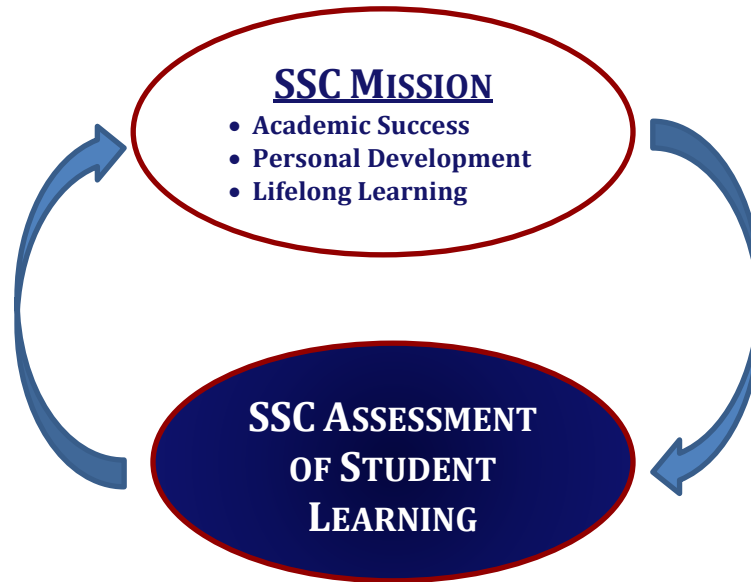 SSC MISSION
• Academic Success
• Personal Development
• Lifelong Learning
SSC ASSESSMENT
OF STUDENT
LEARNING